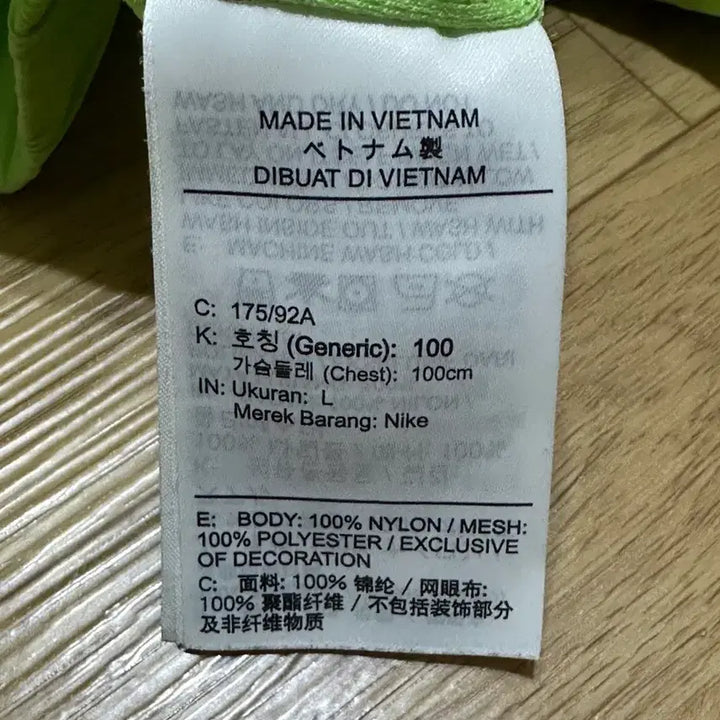 MADE IN VIETNAM
ベトナム製
DIBUAT DI VIETNAM
C: 175/92A
K: 호칭 (Generic): 100
가슴둘레 (Chest): 100cm
IN: Ukuran: L
Merek Barang: Nike
E: BODY: 100% NYLON / MESH:
100% POLYESTER / EXCLUSIVE
OF DECORATION
C: 面料: 100% 锦纶 / 网眼布:
100% 聚酯纤维 / 不包括装饰部分
及非纤维物质